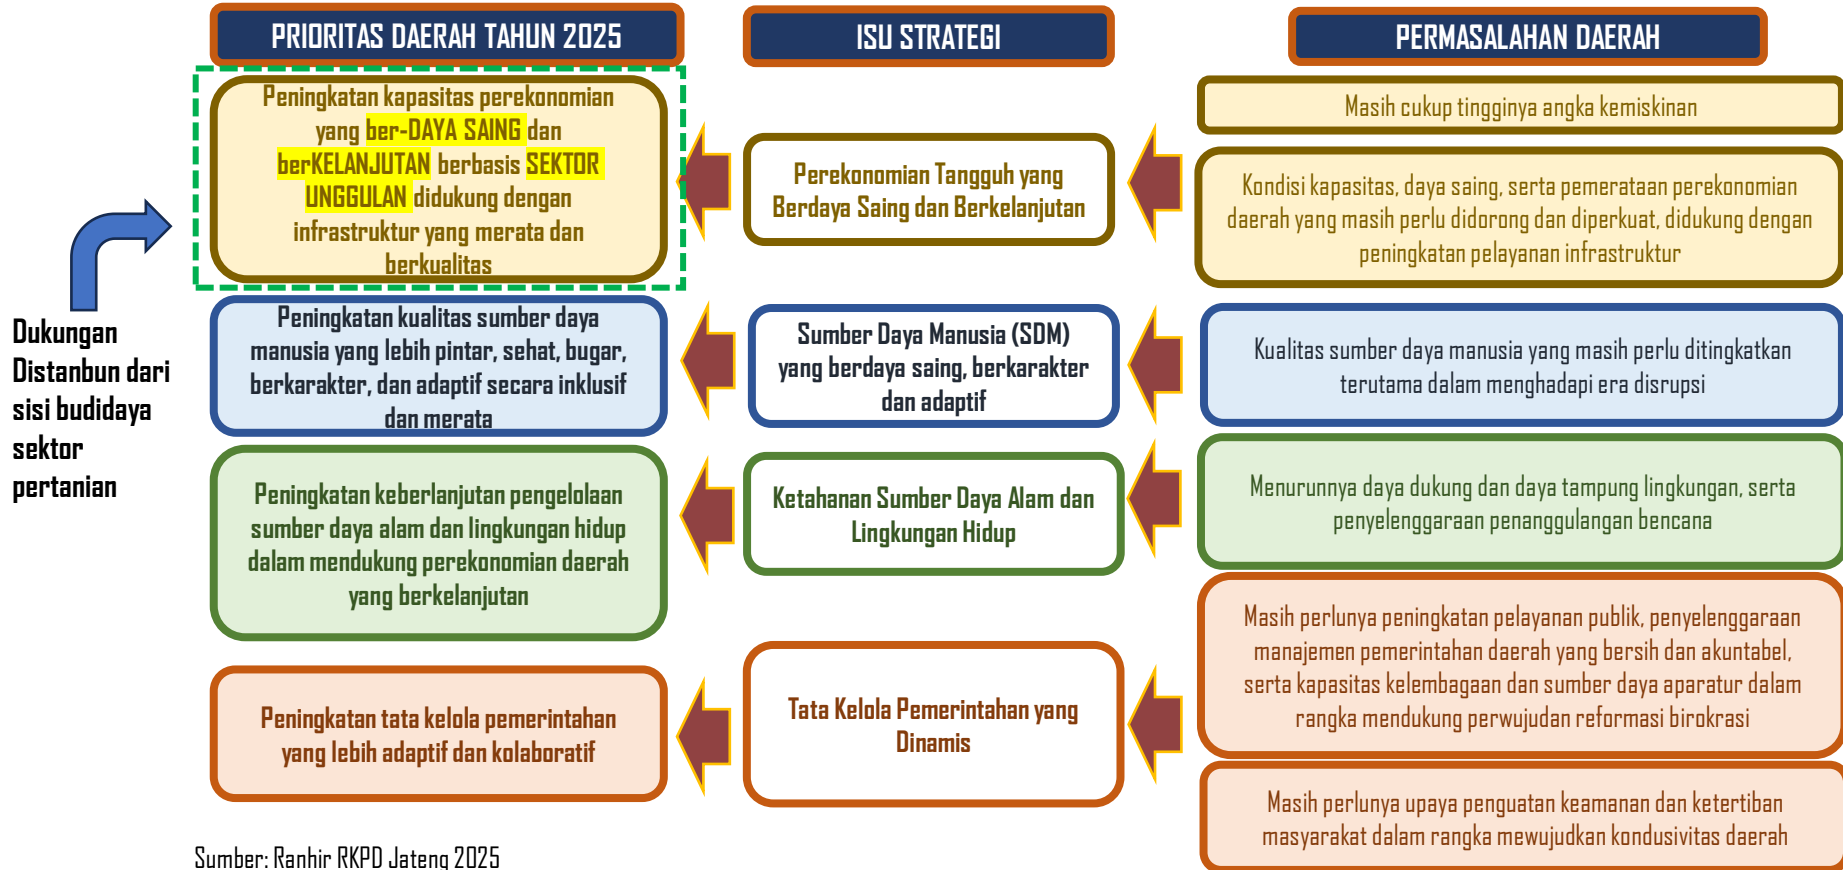 PRIORITAS DAERAH TAHUN 2025
ISU STRATEGI
PERMASALAHAN DAERAH
Peningkatan kapasitas perekonomian
yang ber-DAYA SAING dan
berKELANJUTAN berbasis SEKTOR
UNGGULAN didukung dengan
infrastruktur yang merata dan
berkualitas
Perekonomian Tangguh yang
Berdaya Saing dan Berkelanjutan
Masih cukup tingginya angka kemiskinan
Kondisi kapasitas, daya saing, serta pemerataan perekonomian
daerah yang masih perlu didorong dan diperkuat, didukung dengan
peningkatan pelayanan infrastruktur
Dukungan
Distanbun dari
sisi budidaya
sektor
pertanian
Peningkatan kualitas sumber daya
manusia yang lebih pintar, sehat, bugar,
berkarakter, dan adaptif secara inklusif
dan merata
Sumber Daya Manusia (SDM)
yang berdaya saing, berkarakter
dan adaptif
Kualitas sumber daya manusia yang masih perlu ditingkatkan
terutama dalam menghadapi era disrupsi
Peningkatan keberlanjutan pengelolaan
sumber daya alam dan lingkungan hidup
dalam mendukung perekonomian daerah
yang berkelanjutan
Ketahanan Sumber Daya Alam dan
Lingkungan Hidup
Menurunnya daya dukung dan daya tampung lingkungan, serta
penyelenggaraan penanggulangan bencana
Peningkatan tata kelola pemerintahan
yang lebih adaptif dan kolaboratif
Tata Kelola Pemerintahan yang
Dinamis
Masih perlunya peningkatan pelayanan publik, penyelenggaraan
manajemen pemerintahan daerah yang bersih dan akuntabel,
serta kapasitas kelembagaan dan sumber daya aparatur dalam
rangka mendukung perwujudan reformasi birokrasi
Masih perlunya upaya penguatan keamanan dan ketertiban
masyarakat dalam rangka mewujudkan kondusivitas daerah
Sumber: Ranhir RKPD Jateng 2025